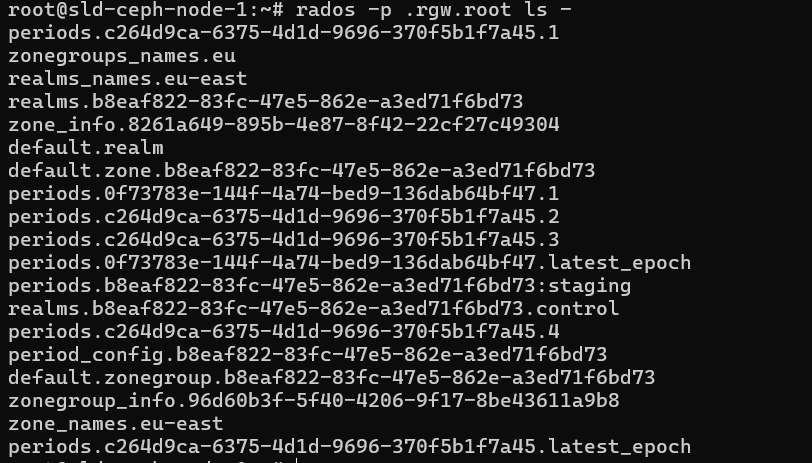 root@sld-ceph-node-1:~# rados -p .rgw.root ls -
periods.c264d9ca-6375-4d1d-9696-370f5b1f7a45.1
zonegroups_names.eu
realms_names.eu-east
realms.b8eaf822-83fc-47e5-862e-a3ed71f6bd73
zone_info.8261a649-895b-4e87-8f42-22cf27c49304
default.realm
default.zone.b8eaf822-83fc-47e5-862e-a3ed71f6bd73
periods.0f73783e-144f-4a74-bed9-136dab64bf47.1
periods.c264d9ca-6375-4d1d-9696-370f5b1f7a45.2
periods.c264d9ca-6375-4d1d-9696-370f5b1f7a45.3
periods.0f73783e-144f-4a74-bed9-136dab64bf47.latest_epoch
periods.b8eaf822-83fc-47e5-862e-a3ed71f6bd73:staging
realms.b8eaf822-83fc-47e5-862e-a3ed71f6bd73.control
periods.c264d9ca-6375-4d1d-9696-370f5b1f7a45.4
period_config.b8eaf822-83fc-47e5-862e-a3ed71f6bd73
default.zonegroup.b8eaf822-83fc-47e5-862e-a3ed71f6bd73
zonegroup_info.96d60b3f-5f40-4206-9f17-8be43611a9b8
zone_names.eu-east
periods.c264d9ca-6375-4d1d-9696-370f5b1f7a45.latest_epoch